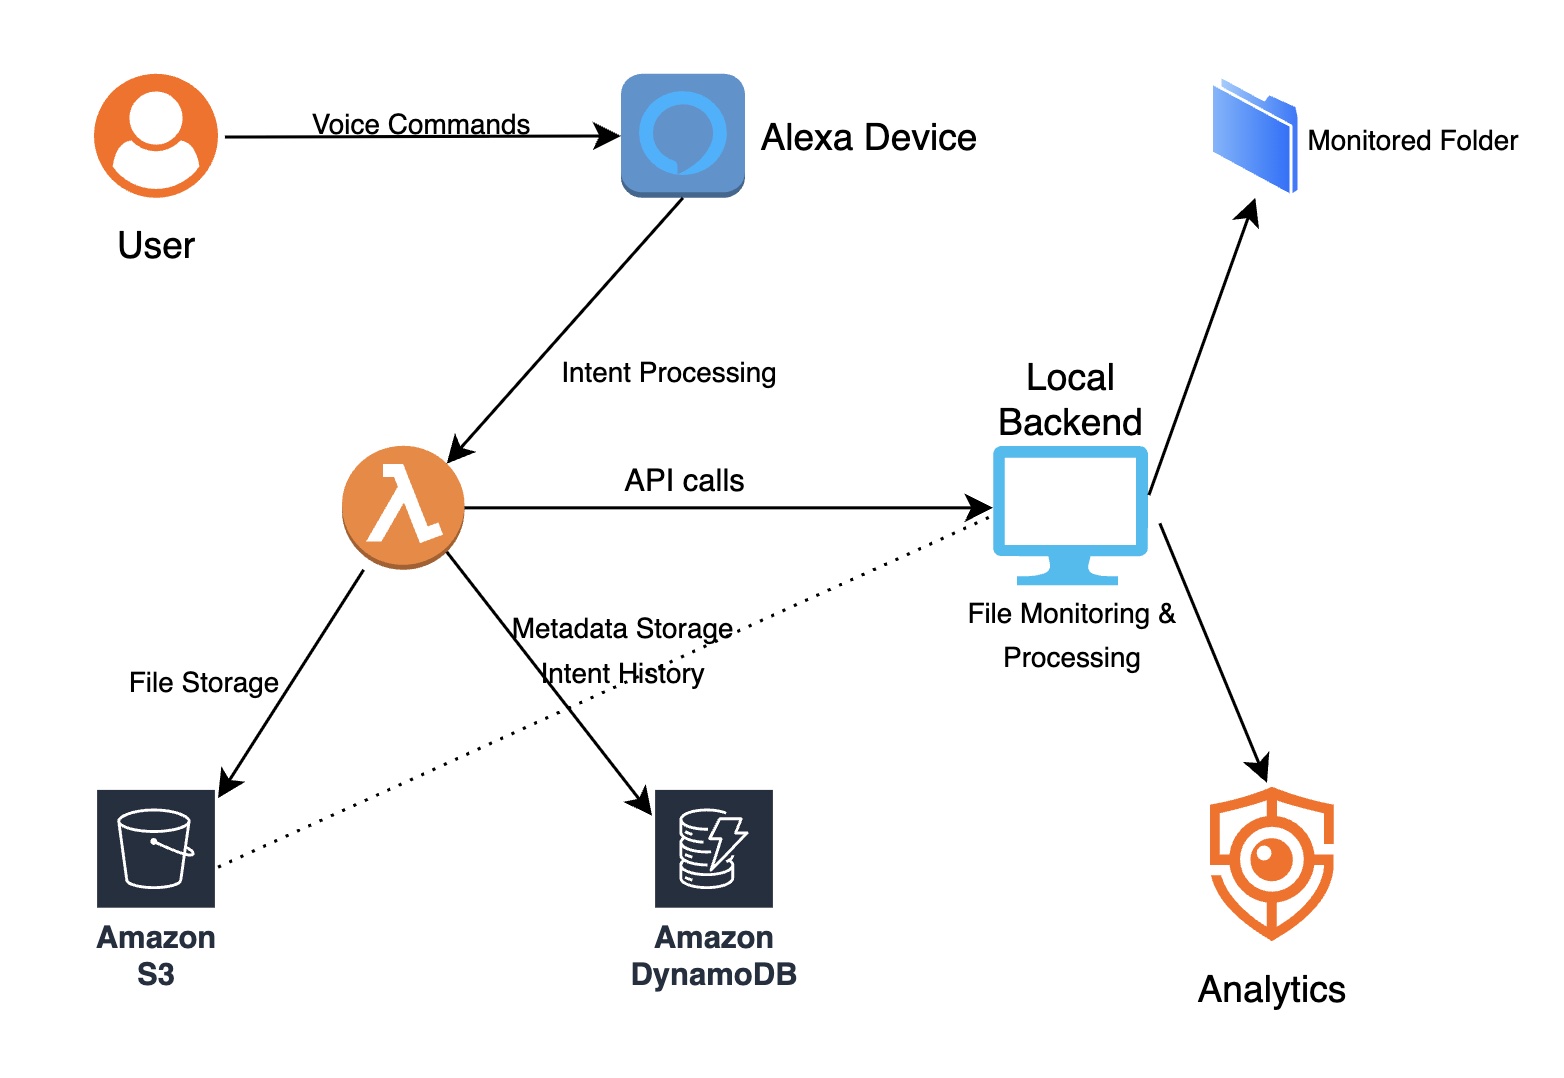 Voice Commands
Alexa Device
Monitored Folder
User
Intent Processing
Local
Backend
API calls
λ
File Monitoring &
Processing
Metadata Storage
Intent History
File Storage
Amazon
S3
Amazon
DynamoDB
Analytics